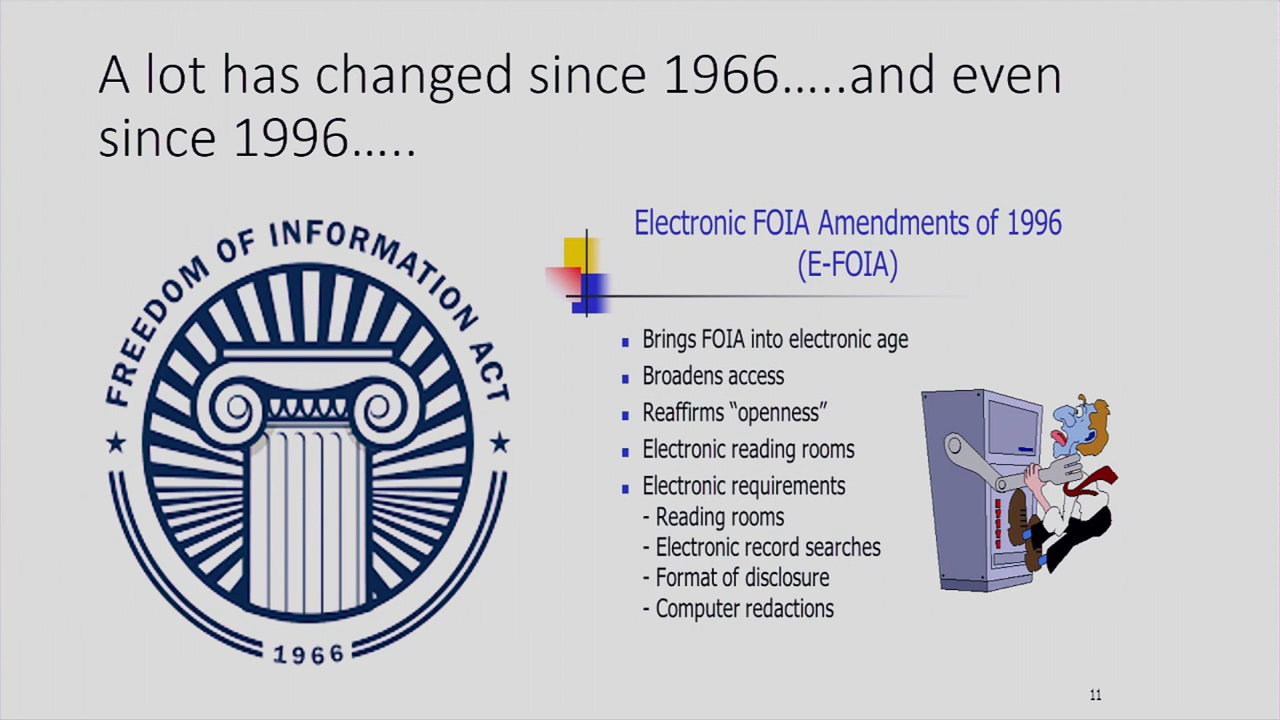 A lot has changed since 1966…..and even
since 1996…..
FREEDOM OF INFORMATION ACT
1966
Electronic FOIA Amendments of 1996
(E-FOIA)
Brings FOIA into electronic age
Broadens access
Reaffirms “openness”
Electronic reading rooms
Electronic requirements
- Reading rooms
- Electronic record searches
- Format of disclosure
- Computer redactions
11